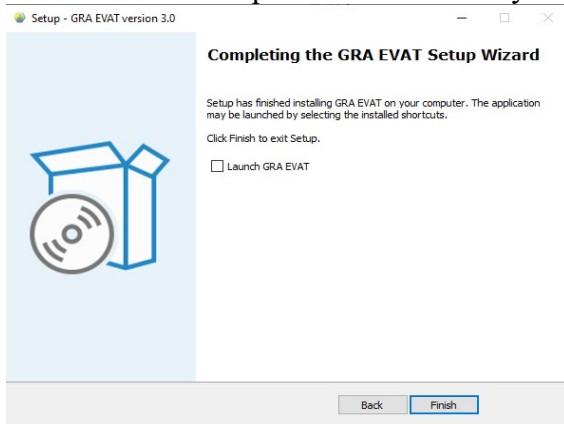 Setup - GRA EVAT version 3.0
Completing the GRA EVAT Setup Wizard
Setup has finished installing GRA EVAT on your computer. The application
may be launched by selecting the installed shortcuts.
Click Finish to exit Setup.
Launch GRA EVAT
Back Finish